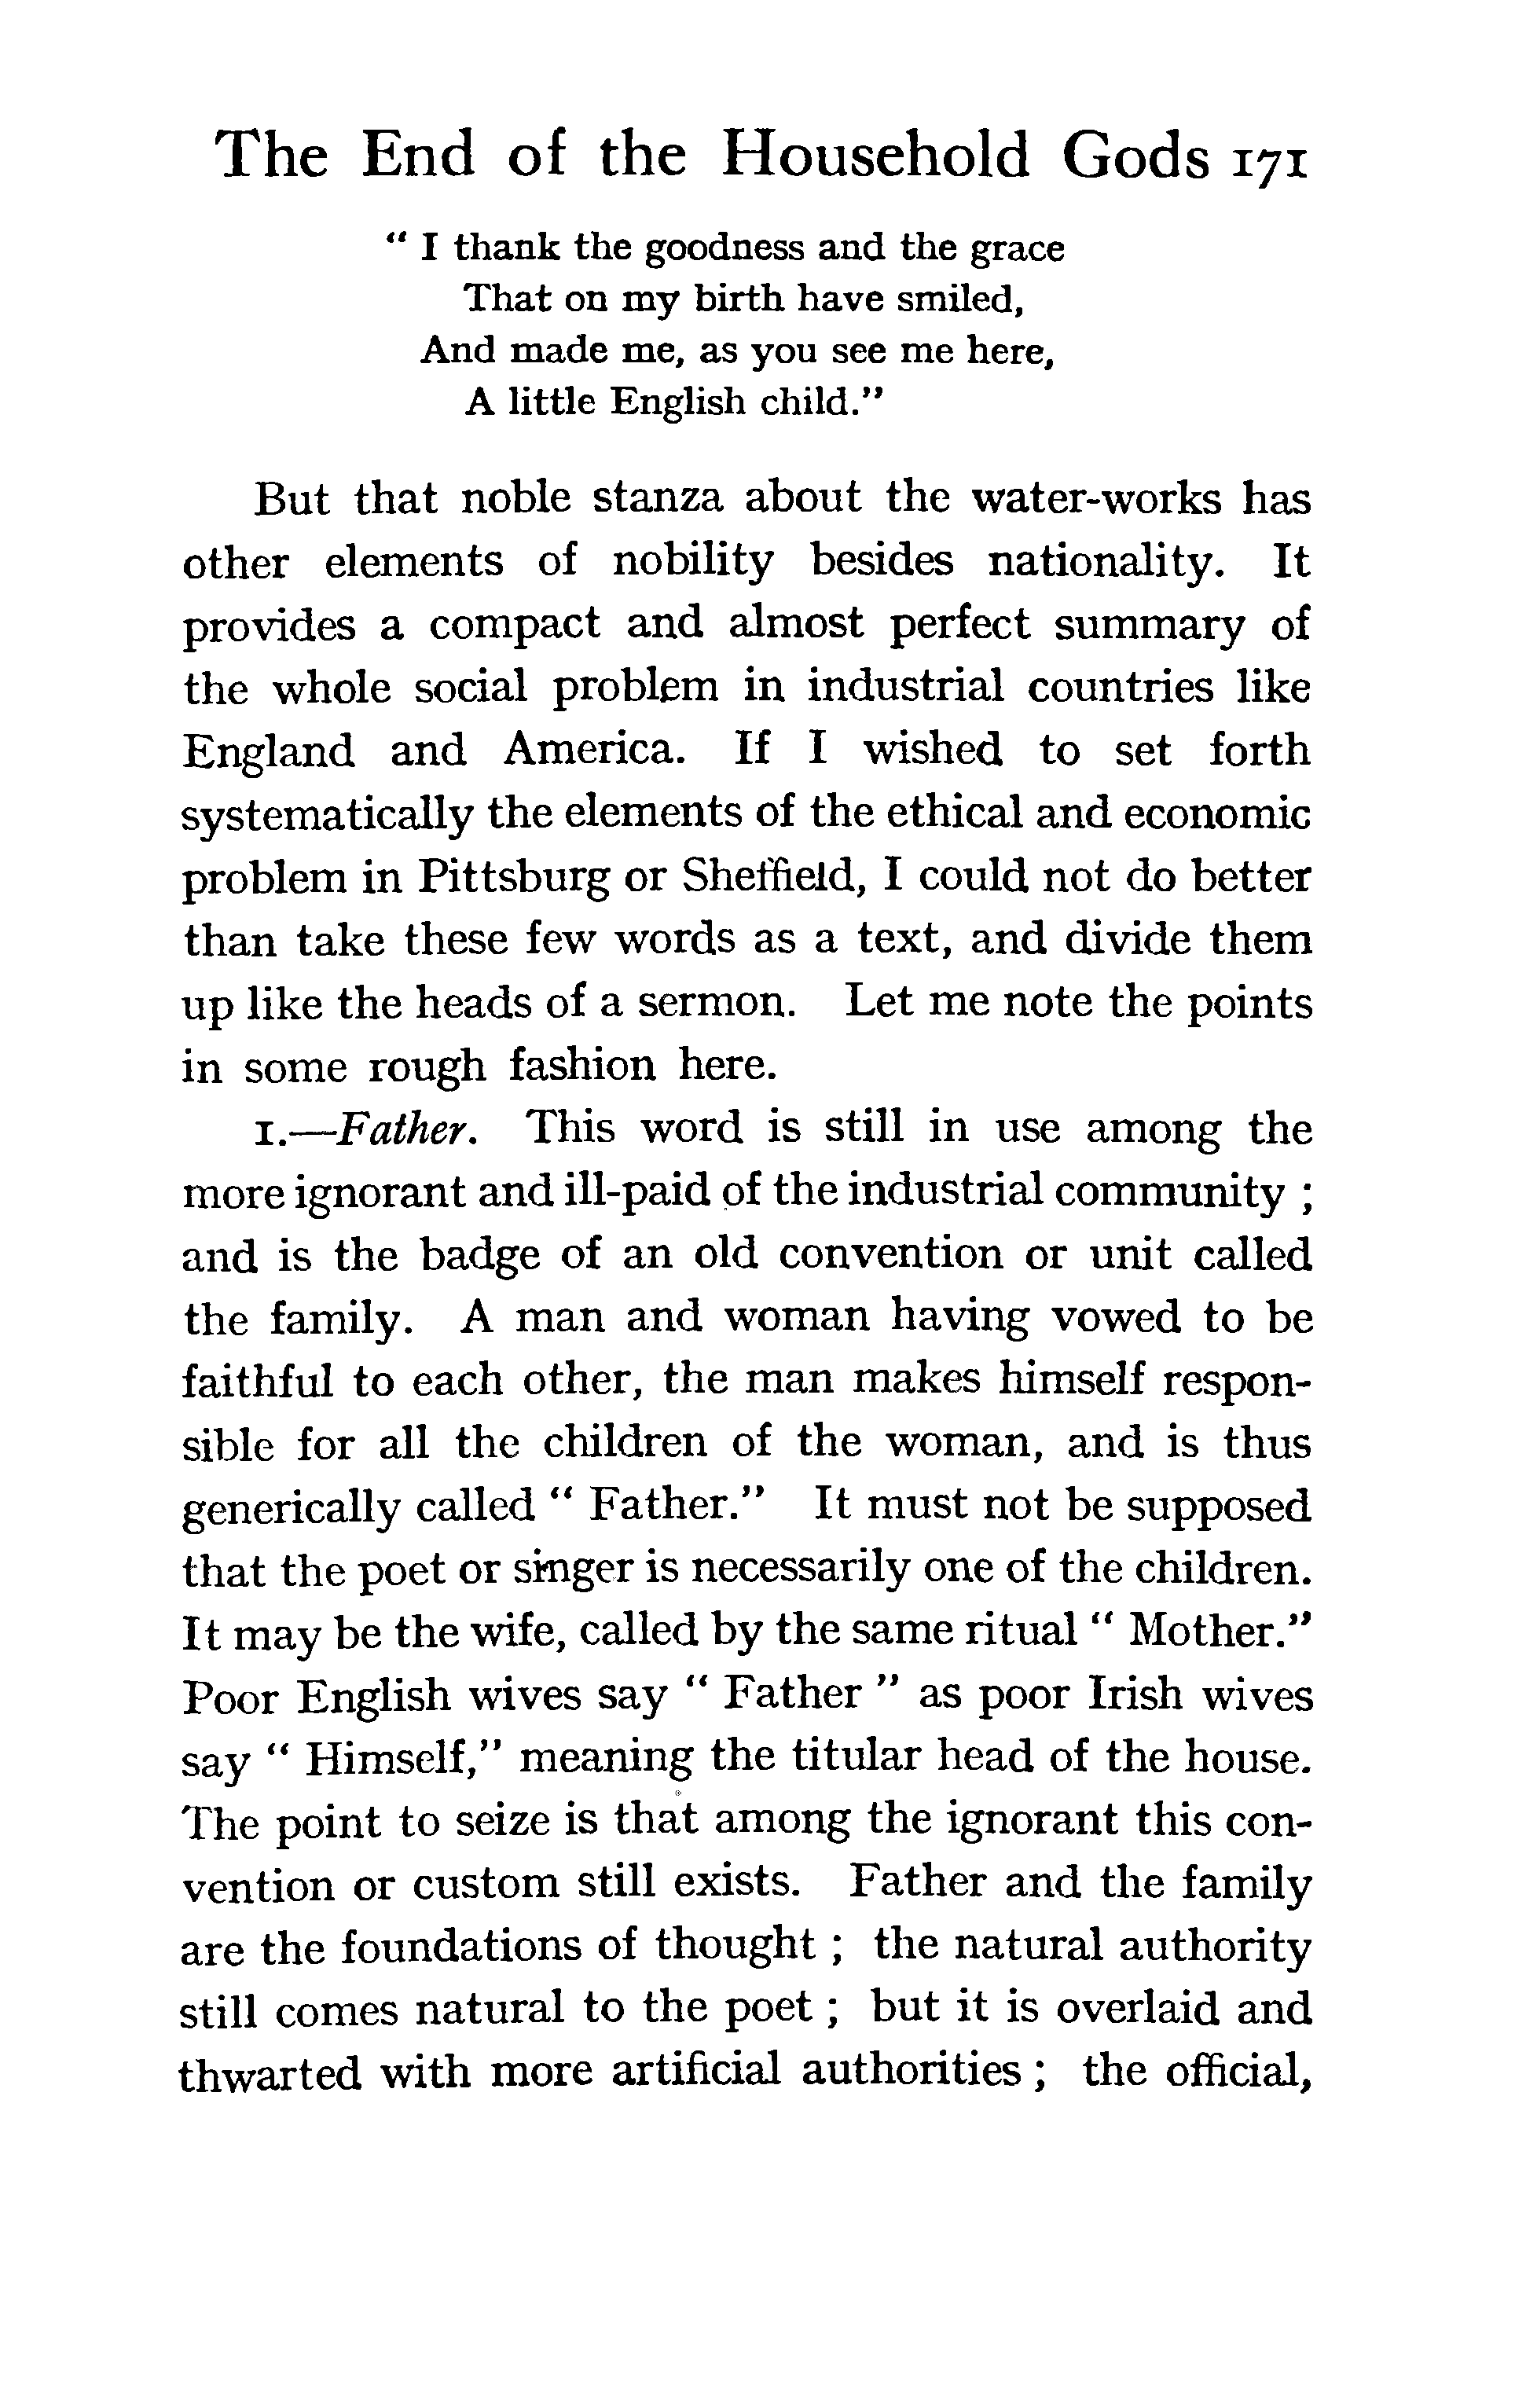 The End of the Household Gods 171
“ I thank the goodness and the grace
That on my birth have smiled,
And made me, as you see me here,
A little English child.”
But that noble stanza about the water-works has
other elements of nobility besides nationality. It
provides a compact and almost perfect summary of
the whole social problem in industrial countries like
England and America. If I wished to set forth
systematically the elements of the ethical and economic
problem in Pittsburg or Sheffield, I could not do better
than take these few words as a text, and divide them
up like the heads of a sermon. Let me note the points
in some rough fashion here.
1.—Father. This word is still in use among the
more ignorant and ill-paid of the industrial community ;
and is the badge of an old convention or unit called
the family. A man and woman having vowed to be
faithful to each other, the man makes himself respon-
sible for all the children of the woman, and is thus
generically called “ Father.” It must not be supposed
that the poet or singer is necessarily one of the children.
It may be the wife, called by the same ritual “ Mother.”
Poor English wives say “ Father ” as poor Irish wives
say “ Himself,” meaning the titular head of the house.
The point to seize is that among the ignorant this con-
vention or custom still exists. Father and the family
are the foundations of thought ; the natural authority
still comes natural to the poet ; but it is overlaid and
thwarted with more artificial authorities ; the official,